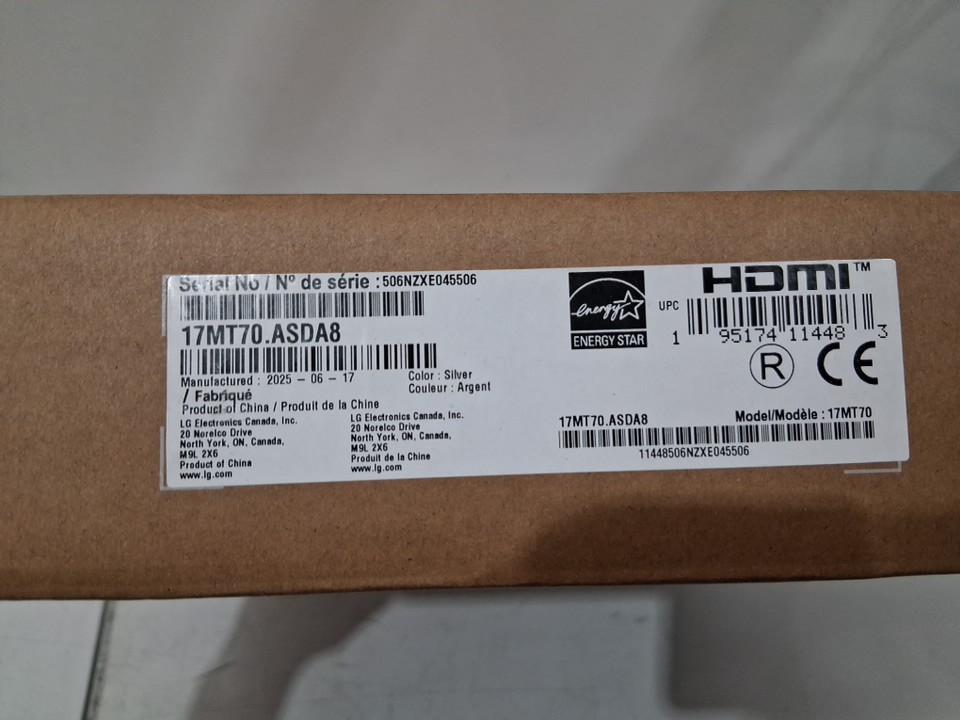 Serial No / Nº de série : 506NZXE045506
17MT70.ASDA8
Manufactured : 2025 - 06 - 17
/ Fabriqué
Color : Silver
Couleur : Argent
Product of China / Produit de la Chine
LG Electronics Canada, Inc.
20 Norelco Drive
North York, ON, Canada,
M9L 2X6
Product of China
www.lg.com
LG Electronics Canada, Inc.
20 Norelco Drive
North York, ON, Canada,
M9L 2X6
Produit de la Chine
www.lg.com
energy
ENERGY STAR
HDMI™
UPC
1 95174 11448 3
R CE
17MT70.ASDA8
Model/Modèle : 17MT70
11448506NZXE045506